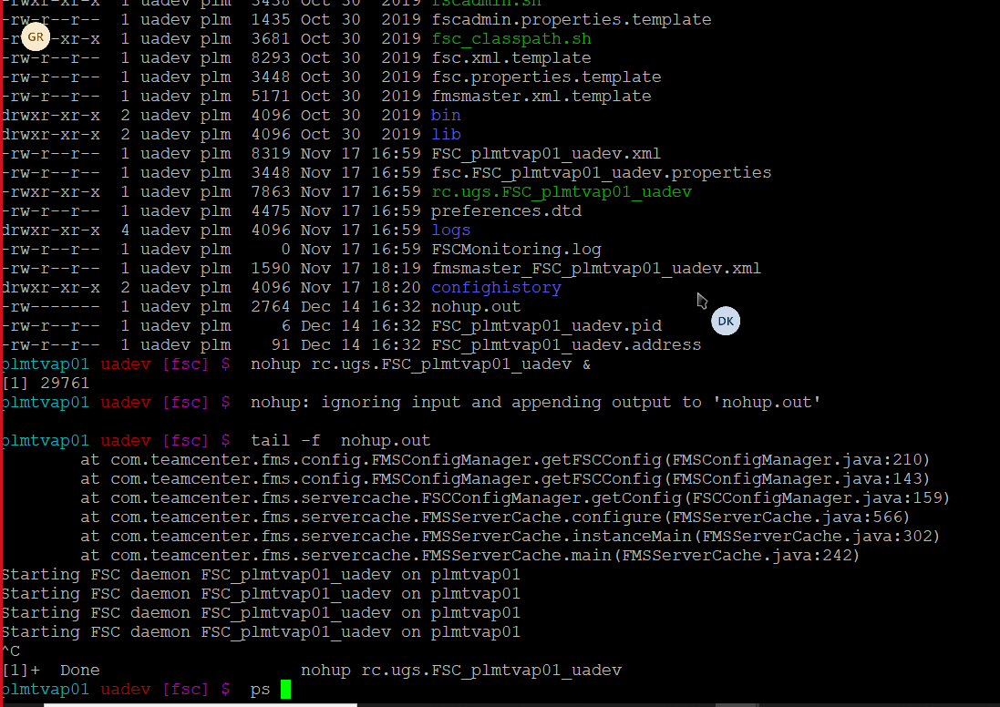 -rwxr-xr-x  1 uadev plm  3438 Oct 30  2019 fscadmin.sh
-rw-r--r--  1 uadev plm  1435 Oct 30  2019 fscadmin.properties.template
GR
-xr-x  1 uadev plm  3681 Oct 30  2019 fsc_classpath.sh
-rw-r--r--  1 uadev plm  8293 Oct 30  2019 fsc.xml.template
-rw-r--r--  1 uadev plm  3448 Oct 30  2019 fsc.properties.template
-rw-r--r--  1 uadev plm  5171 Oct 30  2019 fmsmaster.xml.template
drwxr-xr-x  2 uadev plm  4096 Oct 30  2019 bin
drwxr-xr-x  2 uadev plm  4096 Oct 30  2019 lib
-rw-r--r--  1 uadev plm  8319 Nov 17 16:59 FSC_plmtvap01_uadev.xml
-rw-r--r--  1 uadev plm  3448 Nov 17 16:59 fsc.FSC_plmtvap01_uadev.properties
-rwxr-xr-x  1 uadev plm  7863 Nov 17 16:59 rc.ugs.FSC_plmtvap01_uadev
-rw-r--r--  1 uadev plm  4475 Nov 17 16:59 preferences.dtd
drwxr-xr-x  4 uadev plm  4096 Nov 17 16:59 logs
-rw-r--r--  1 uadev plm     0 Nov 17 16:59 FSCMonitoring.log
-rw-r--r--  1 uadev plm  1590 Nov 17 18:19 fmsmaster_FSC_plmtvap01_uadev.xml
drwxr-xr-x  2 uadev plm  4096 Nov 17 18:20 confighistory
-rw-------  1 uadev plm  2764 Dec 14 16:32 nohup.out
DK
-rw-r--r--  1 uadev plm     6 Dec 14 16:32 FSC_plmtvap01_uadev.pid
-rw-r--r--  1 uadev plm    91 Dec 14 16:32 FSC_plmtvap01_uadev.address
plmtvap01 uadev [fsc] $  nohup rc.ugs.FSC_plmtvap01_uadev &
[1] 29761
plmtvap01 uadev [fsc] $  nohup: ignoring input and appending output to 'nohup.out'
plmtvap01 uadev [fsc] $  tail -f  nohup.out
        at com.teamcenter.fms.config.FMSConfigManager.getFSCConfig(FMSConfigManager.java:210)
        at com.teamcenter.fms.config.FMSConfigManager.getFSCConfig(FMSConfigManager.java:143)
        at com.teamcenter.fms.servercache.FSCConfigManager.getConfig(FSCConfigManager.java:159)
        at com.teamcenter.fms.servercache.FMSServerCache.configure(FMSServerCache.java:566)
        at com.teamcenter.fms.servercache.FMSServerCache.instanceMain(FMSServerCache.java:302)
        at com.teamcenter.fms.servercache.FMSServerCache.main(FMSServerCache.java:242)
Starting FSC daemon FSC_plmtvap01_uadev on plmtvap01
Starting FSC daemon FSC_plmtvap01_uadev on plmtvap01
Starting FSC daemon FSC_plmtvap01_uadev on plmtvap01
Starting FSC daemon FSC_plmtvap01_uadev on plmtvap01
^C
[1]+  Done                    nohup rc.ugs.FSC_plmtvap01_uadev
plmtvap01 uadev [fsc] $  ps